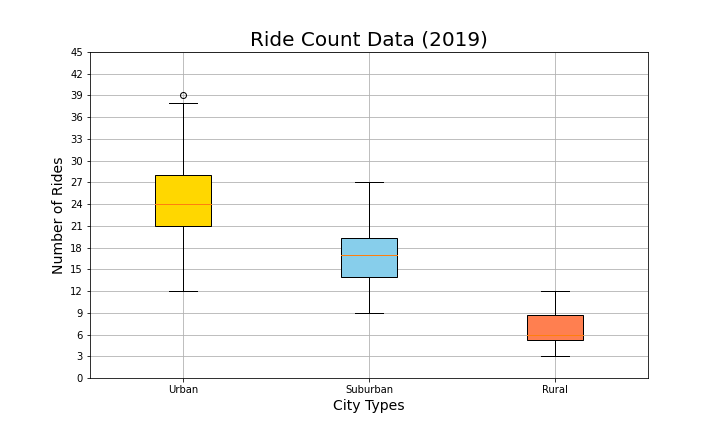 Ride Count Data (2019)
45
42
39
36
33
30
27
24
21
18
15
12
9
6
3
0
Number of Rides
Urban
Suburban
Rural
City Types